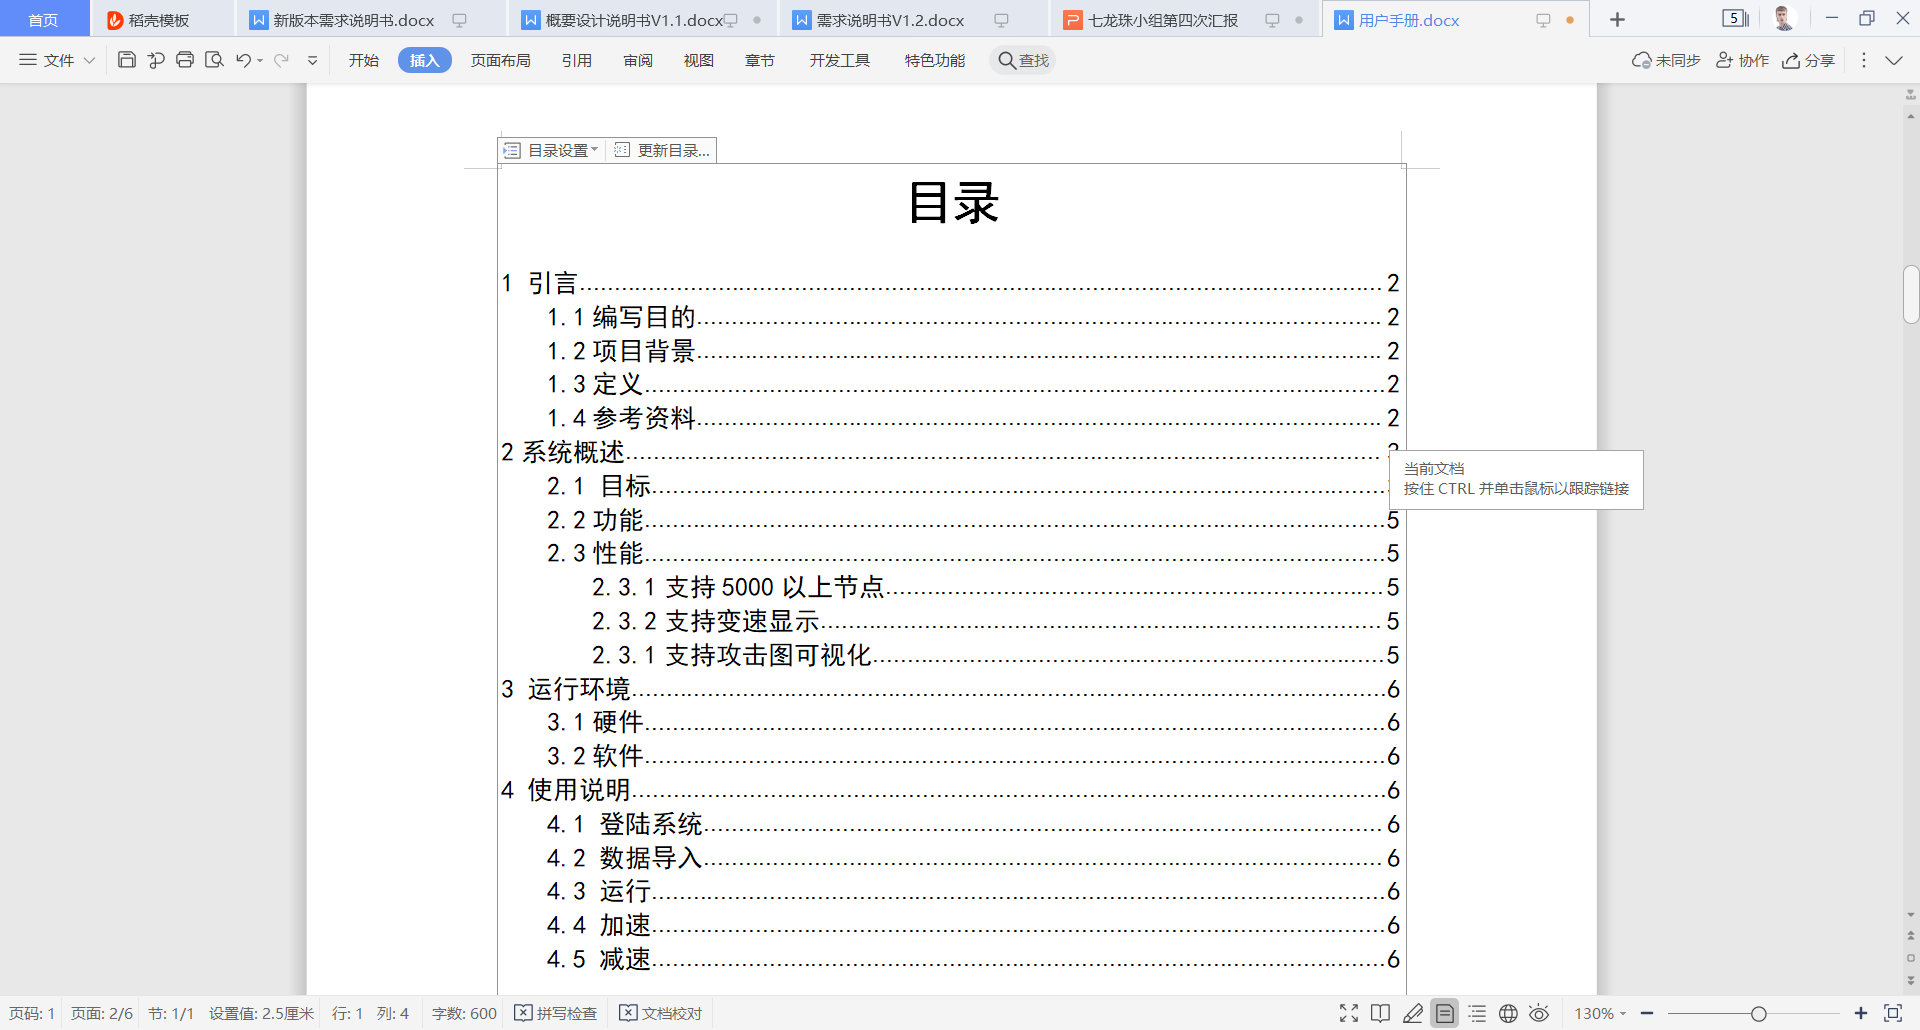 首页 稻壳模板 新版本需求说明书.docx 概要设计说明书V1.1.docx 需求说明书V1.2.docx 七龙珠小组第四次汇报 用户手册.docx 5
文件 开始 插入 页面布局 引用 审阅 视图 章节 开发工具 特色功能 查找 未同步 协作 分享
目录设置 更新目录...
目录
1 引言 2
1.1编写目的 2
1.2项目背景 2
1.3定义 2
1.4参考资料 2
2系统概述
当前文档
按住 CTRL 并单击鼠标以跟踪链接
2.1 目标
2.2功能 5
2.3性能 5
2.3.1支持5000以上节点 5
2.3.2支持变速显示 5
2.3.1支持攻击图可视化 5
3 运行环境 6
3.1硬件 6
3.2软件 6
4 使用说明 6
4.1 登陆系统 6
4.2 数据导入 6
4.3 运行 6
4.4 加速 6
4.5 减速 6
页码: 1 页面: 2/6 节: 1/1 设置值: 2.5厘米 行: 1 列: 4 字数: 600 拼写检查 文档校对 130%